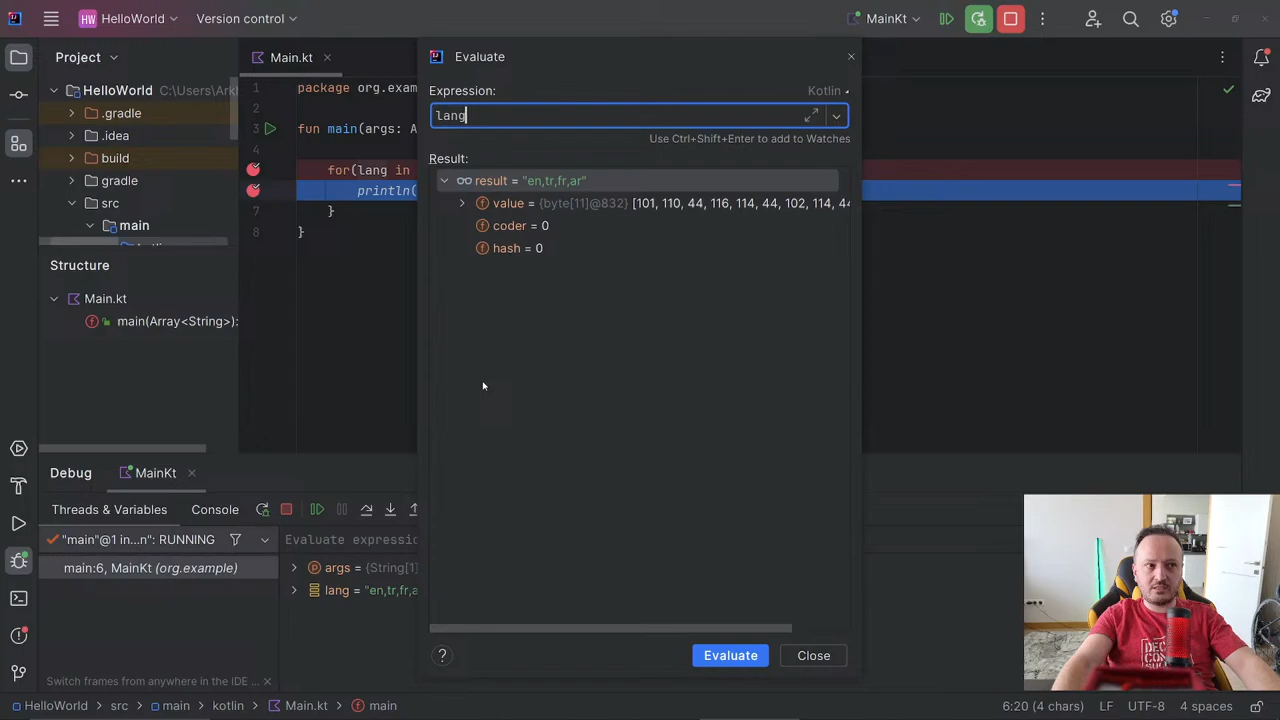 HW HelloWorld Version control MainKt
Project
HelloWorld C:\Users\Ark
.gradle
.idea
build
gradle
src
main
Structure
Main.kt
main(Array<String>):
Main.kt
1 package org.exam
2
3 fun main(args: A
4
for(lang in
println(
7 }
8 }
Evaluate
Expression: Kotlin
lang
Use Ctrl+Shift+Enter to add to Watches
Result:
result = "en,tr,fr,ar"
value = {byte[11]@832} [101, 110, 44, 116, 114, 44, 102, 114, 44
coder = 0
hash = 0
Evaluate Close
Debug MainKt
Threads & Variables Console
"main"@1 in...n": RUNNING Evaluate expressio
main:6, MainKt (org.example)
args = {String[1]
lang = "en,tr,fr,a
Switch frames from anywhere in the IDE ...
HelloWorld src main kotlin Main.kt main 6:20 (4 chars) LF UTF-8 4 spaces